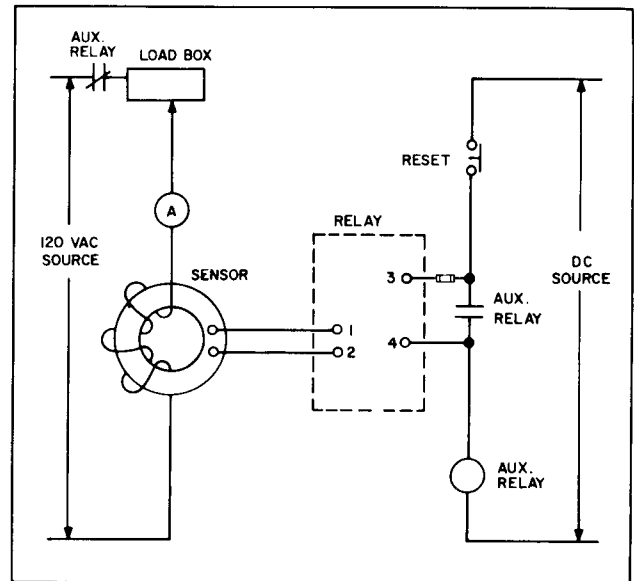 AUX.
RELAY
LOAD BOX
RESET
A
RELAY
120 VAC
SOURCE
DC
SOURCE
SENSOR
3
AUX.
RELAY
1
2
4
AUX.
RELAY